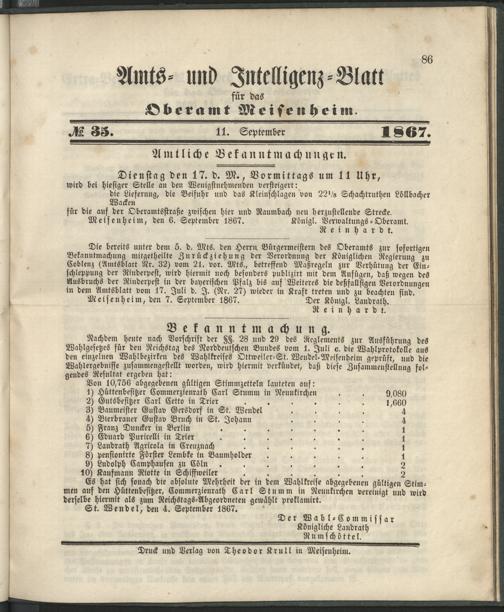 86
Amts- und Intelligenz-Blatt
für das
Oberamt Meisenheim.
№ 35. 11. September 1867.
Amtliche Bekanntmachungen.
Dienstag den 17. d. M., Vormittags um 11 Uhr,
wird bei hiesiger Stelle an den Wenigstnehmenden versteigert:
die Lieferung, die Beifuhr und das Kleinschlagen von 22½ Schachtruthen Löllbacher
Wacken
für die auf der Oberamtsstraße zwischen hier und Raumbach neu herzustellende Strecke.
Meisenheim, den 6. September 1867. Königl. Verwaltungs-Oberamt.
Reinhardt.
Die bereits unter dem 5. d. Mts. den Herrn Bürgermeistern des Oberamts zur sofortigen
Bekanntmachung mitgetheilte Zurückziehung der Verordnung der Königlichen Regierung zu
Coblenz (Amtsblatt Nr. 32) vom 21. vor. Mts., betreffend Maßregeln zur Verhütung der Ein-
schleppung der Rinderpest, wird hiermit noch besonders publizirt mit dem Anfügen, daß wegen des
Ausbruchs der Rinderpest in der bayerischen Pfalz bis auf Weiteres die desfallsigen Verordnungen
in dem Amtsblatt vom 17. Juli d. J. (Nr. 27) wieder in Kraft treten und zu beachten sind.
Meisenheim, den 7. September 1867. Der Königl. Landrath.
Reinhardt.
Bekanntmachung.
Nachdem heute nach Vorschrift der §§. 28 und 29 des Reglements zur Ausführung des
Wahlgesetzes für den Reichstag des Norddeutschen Bundes vom 1. Juli c. die Wahlprotokolle aus
den einzelnen Wahlbezirken des Wahlkreises Ottweiler-St. Wendel-Meisenheim geprüft, und die
Wahlergebnisse zusammengestellt worden, wird hiermit verkündet, daß diese Zusammenstellung fol-
gendes Resultat ergeben hat:
Von 10,756 abgegebenen gültigen Stimmzetteln lauteten auf:
1) Hüttenbesitzer Commerzienrath Carl Stumm in Neunkirchen . . 9,080
2) Gutsbesitzer Carl Cetto in Trier . . . . . 1,660
3) Baumeister Gustav Gersdorf in St. Wendel . . . . 4
4) Bierbrauer Gustav Bruch in St. Johann . . . . 4
5) Franz Duncker in Berlin . . . . . 1
6) Eduard Puricelli in Trier . . . . . 1
7) Landrath Agricola in Creuznach . . . . . 1
8) pensionirte Förster Lembke in Baumholder . . . . 1
9) Ludolph Camphausen zu Cöln . . . . . 2
10) Kaufmann Riotte in Schiffweiler . . . . . 2
Es hat sich sonach die absolute Mehrheit der in dem Wahlkreise abgegebenen gültigen Stim-
men auf den Hüttenbesitzer, Commerzienrath Carl Stumm in Neunkirchen vereinigt und wird
derselbe hiermit als zum Reichstags-Abgeordneten gewählt proklamirt.
St. Wendel, den 4. September 1867.
Der Wahl-Commissar
Königliche Landrath
Rumschöttel.
Druck und Verlag von Theodor Krull in Meisenheim.